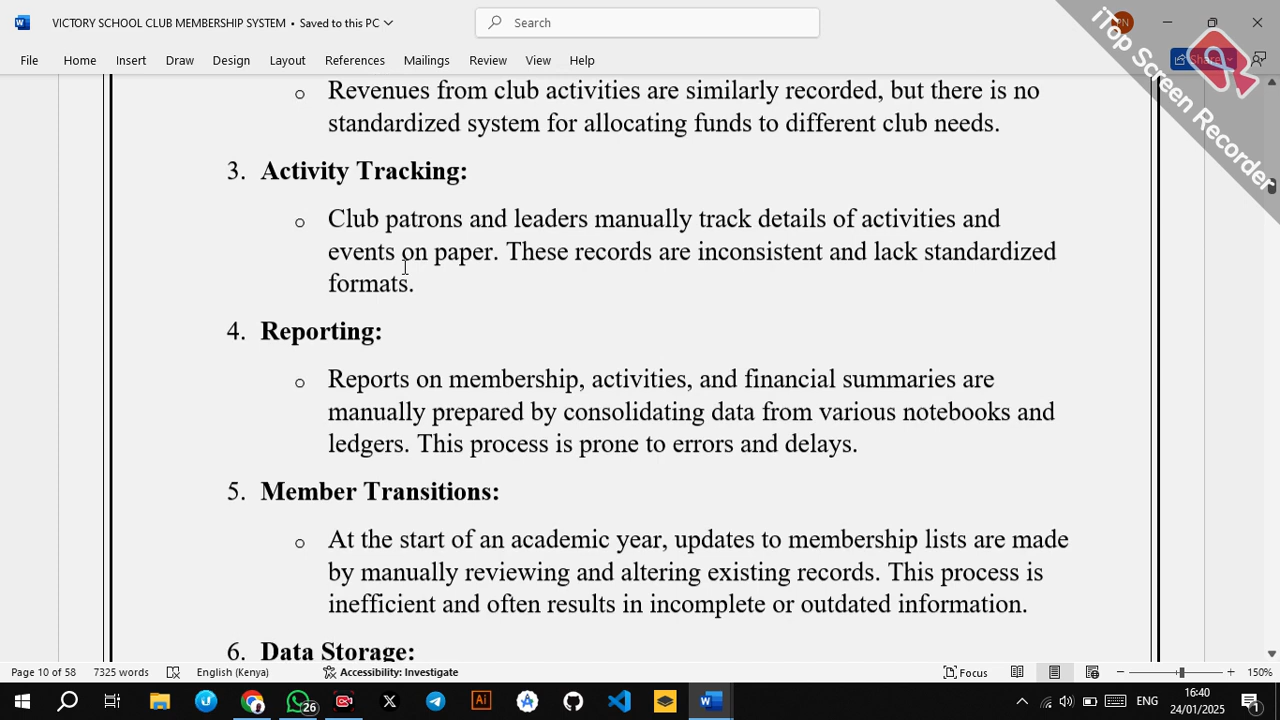 VICTORY SCHOOL CLUB MEMBERSHIP SYSTEM • Saved to this PC
Search
PN
File Home Insert Draw Design Layout References Mailings Review View Help
Share
iTop Screen Recorder
o Revenues from club activities are similarly recorded, but there is no
standardized system for allocating funds to different club needs.
3. Activity Tracking:
o Club patrons and leaders manually track details of activities and
events on paper. These records are inconsistent and lack standardized
formats.
4. Reporting:
o Reports on membership, activities, and financial summaries are
manually prepared by consolidating data from various notebooks and
ledgers. This process is prone to errors and delays.
5. Member Transitions:
o At the start of an academic year, updates to membership lists are made
by manually reviewing and altering existing records. This process is
inefficient and often results in incomplete or outdated information.
6. Data Storage:
Page 10 of 58 7325 words English (Kenya) Accessibility: Investigate Focus 150%
26 Ai ENG 16:40
24/01/2025 1